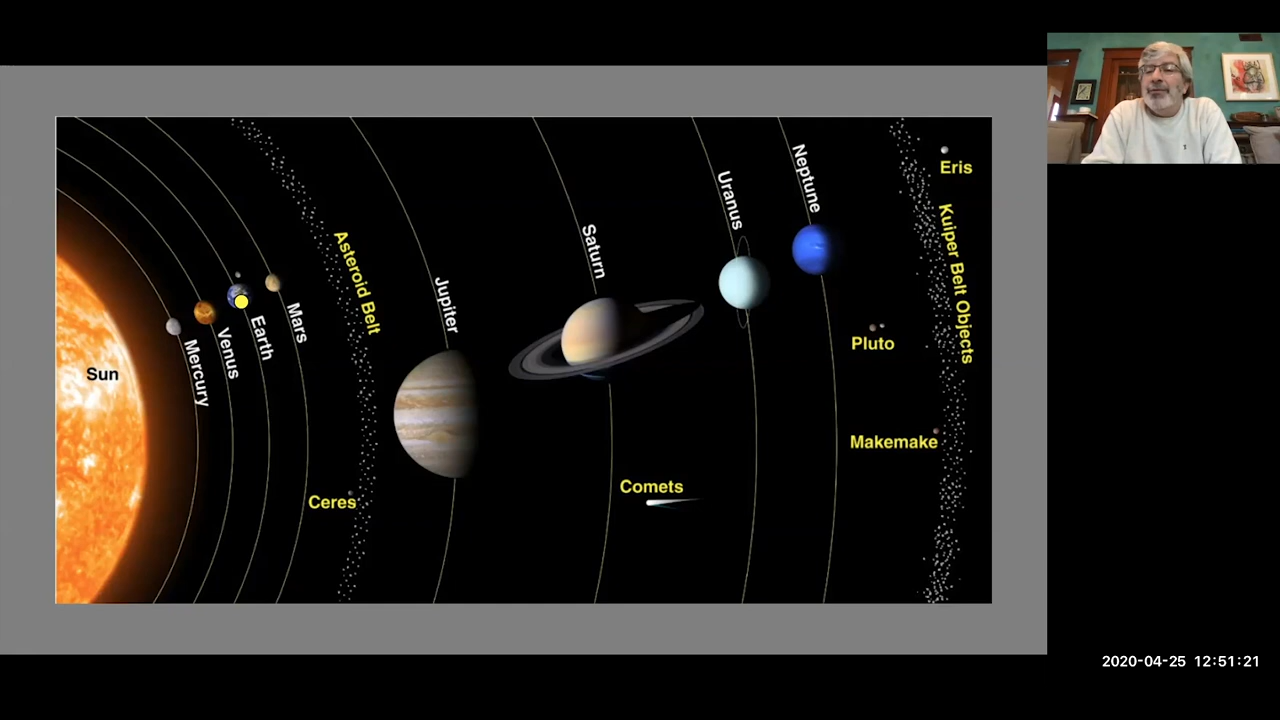 Sun
Mercury
Venus
Earth
Mars
Asteroid Belt
Ceres
Jupiter
Saturn
Comets
Uranus
Neptune
Pluto
Makemake
Eris
Kuiper Belt Objects
2020-04-25 12:51:21